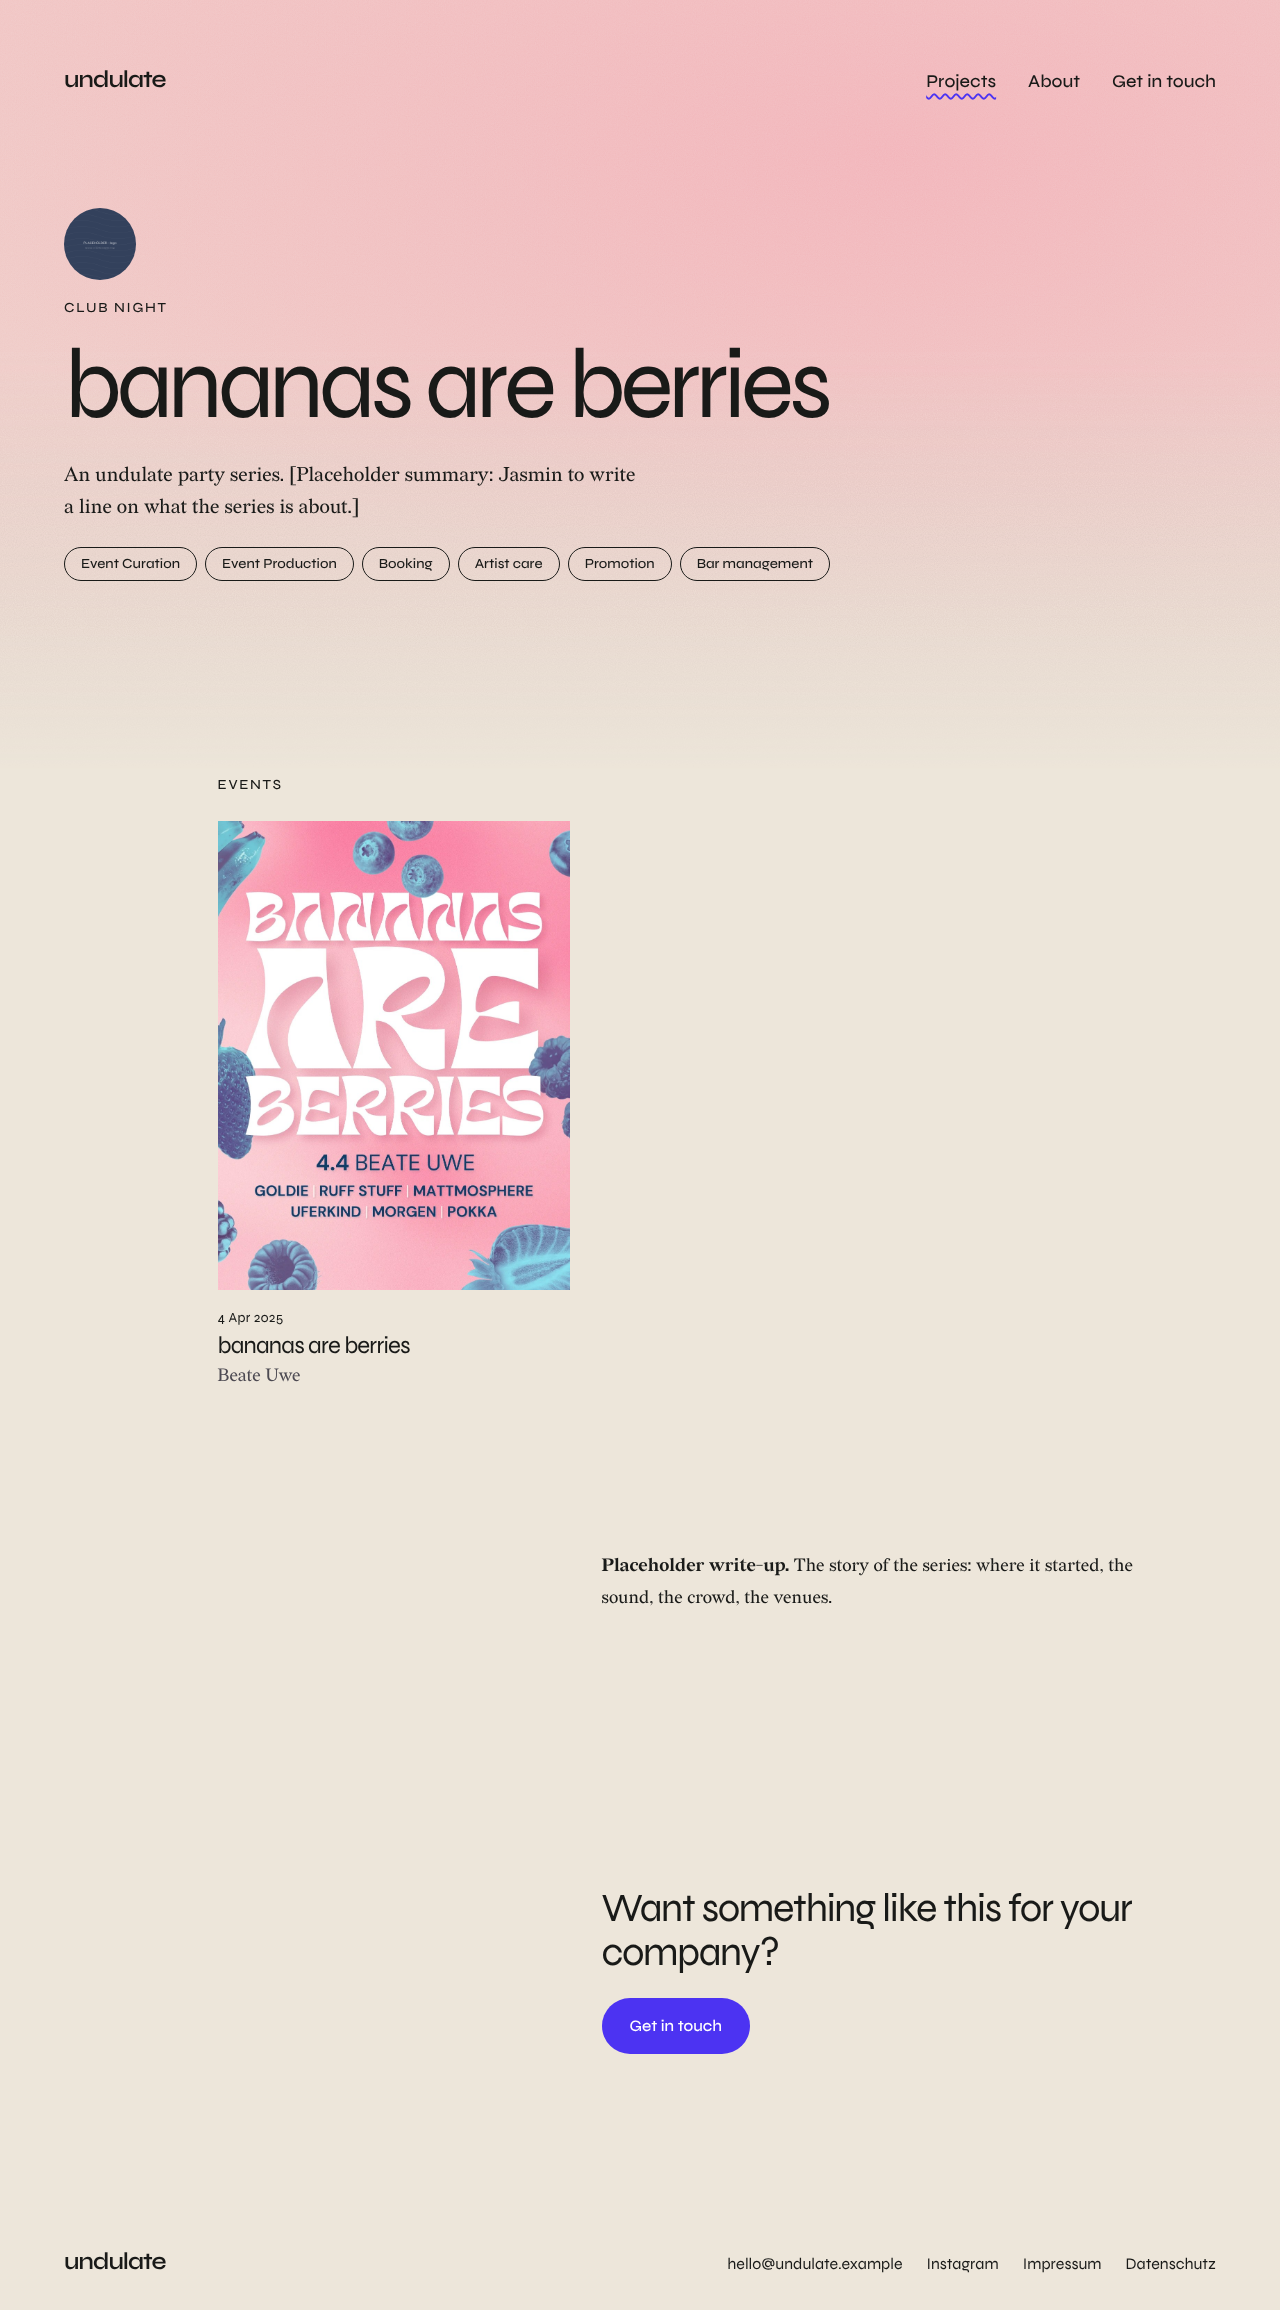 undulate
Projects About Get in touch
CLUB NIGHT
bananas are berries
An undulate party series. [Placeholder summary: Jasmin to write
a line on what the series is about.]
Event Curation Event Production Booking Artist care Promotion Bar management
EVENTS
BANANAS
ARE
BERRIES
4.4 BEATE UWE
GOLDIE | RUFF STUFF | MATTMOSPHERE
UFERKIND | MORGEN | POKKA
4 Apr 2025
bananas are berries
Beate Uwe
Placeholder write-up. The story of the series: where it started, the
sound, the crowd, the venues.
Want something like this for your
company?
Get in touch
undulate
hello@undulate.example Instagram Impressum Datenschutz